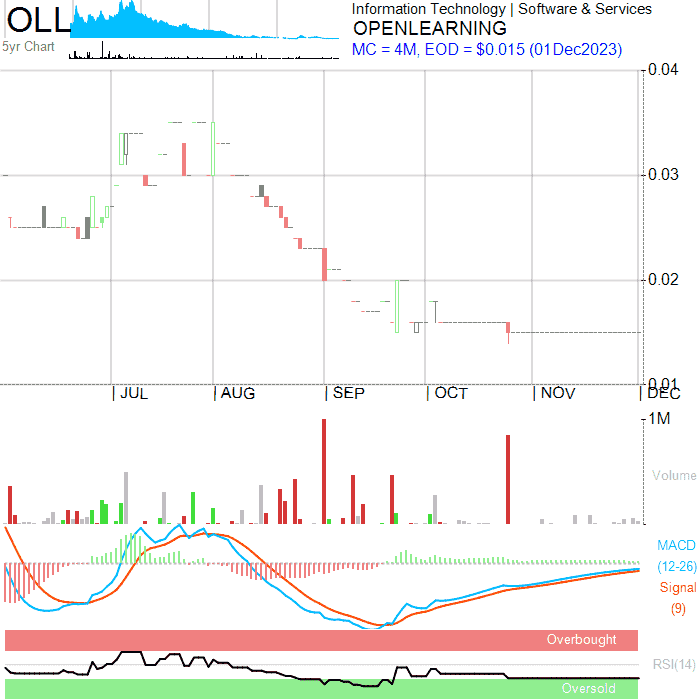 OLL
5yr Chart
Information Technology | Software & Services
OPENLEARNING
MC = 4M, EOD = $0.015 (01Dec2023)
0.04
0.03
0.02
0.01
| JUL | AUG | SEP | OCT | NOV | DEC
1M
Volume
MACD
(12-26)
Signal
(9)
Overbought
RSI(14)
Oversold